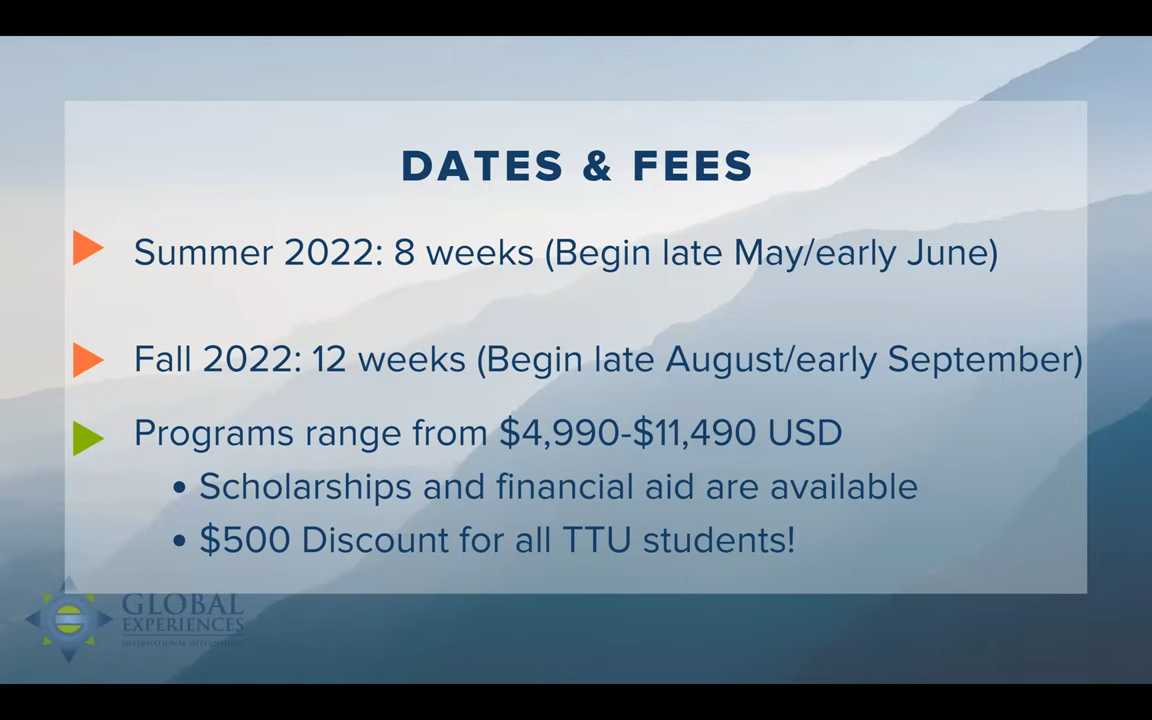 DATES & FEES
Summer 2022: 8 weeks (Begin late May/early June)
Fall 2022: 12 weeks (Begin late August/early September)
Programs range from $4,990-$11,490 USD
• Scholarships and financial aid are available
• $500 Discount for all TTU students!
GLOBAL
EXPERIENCES